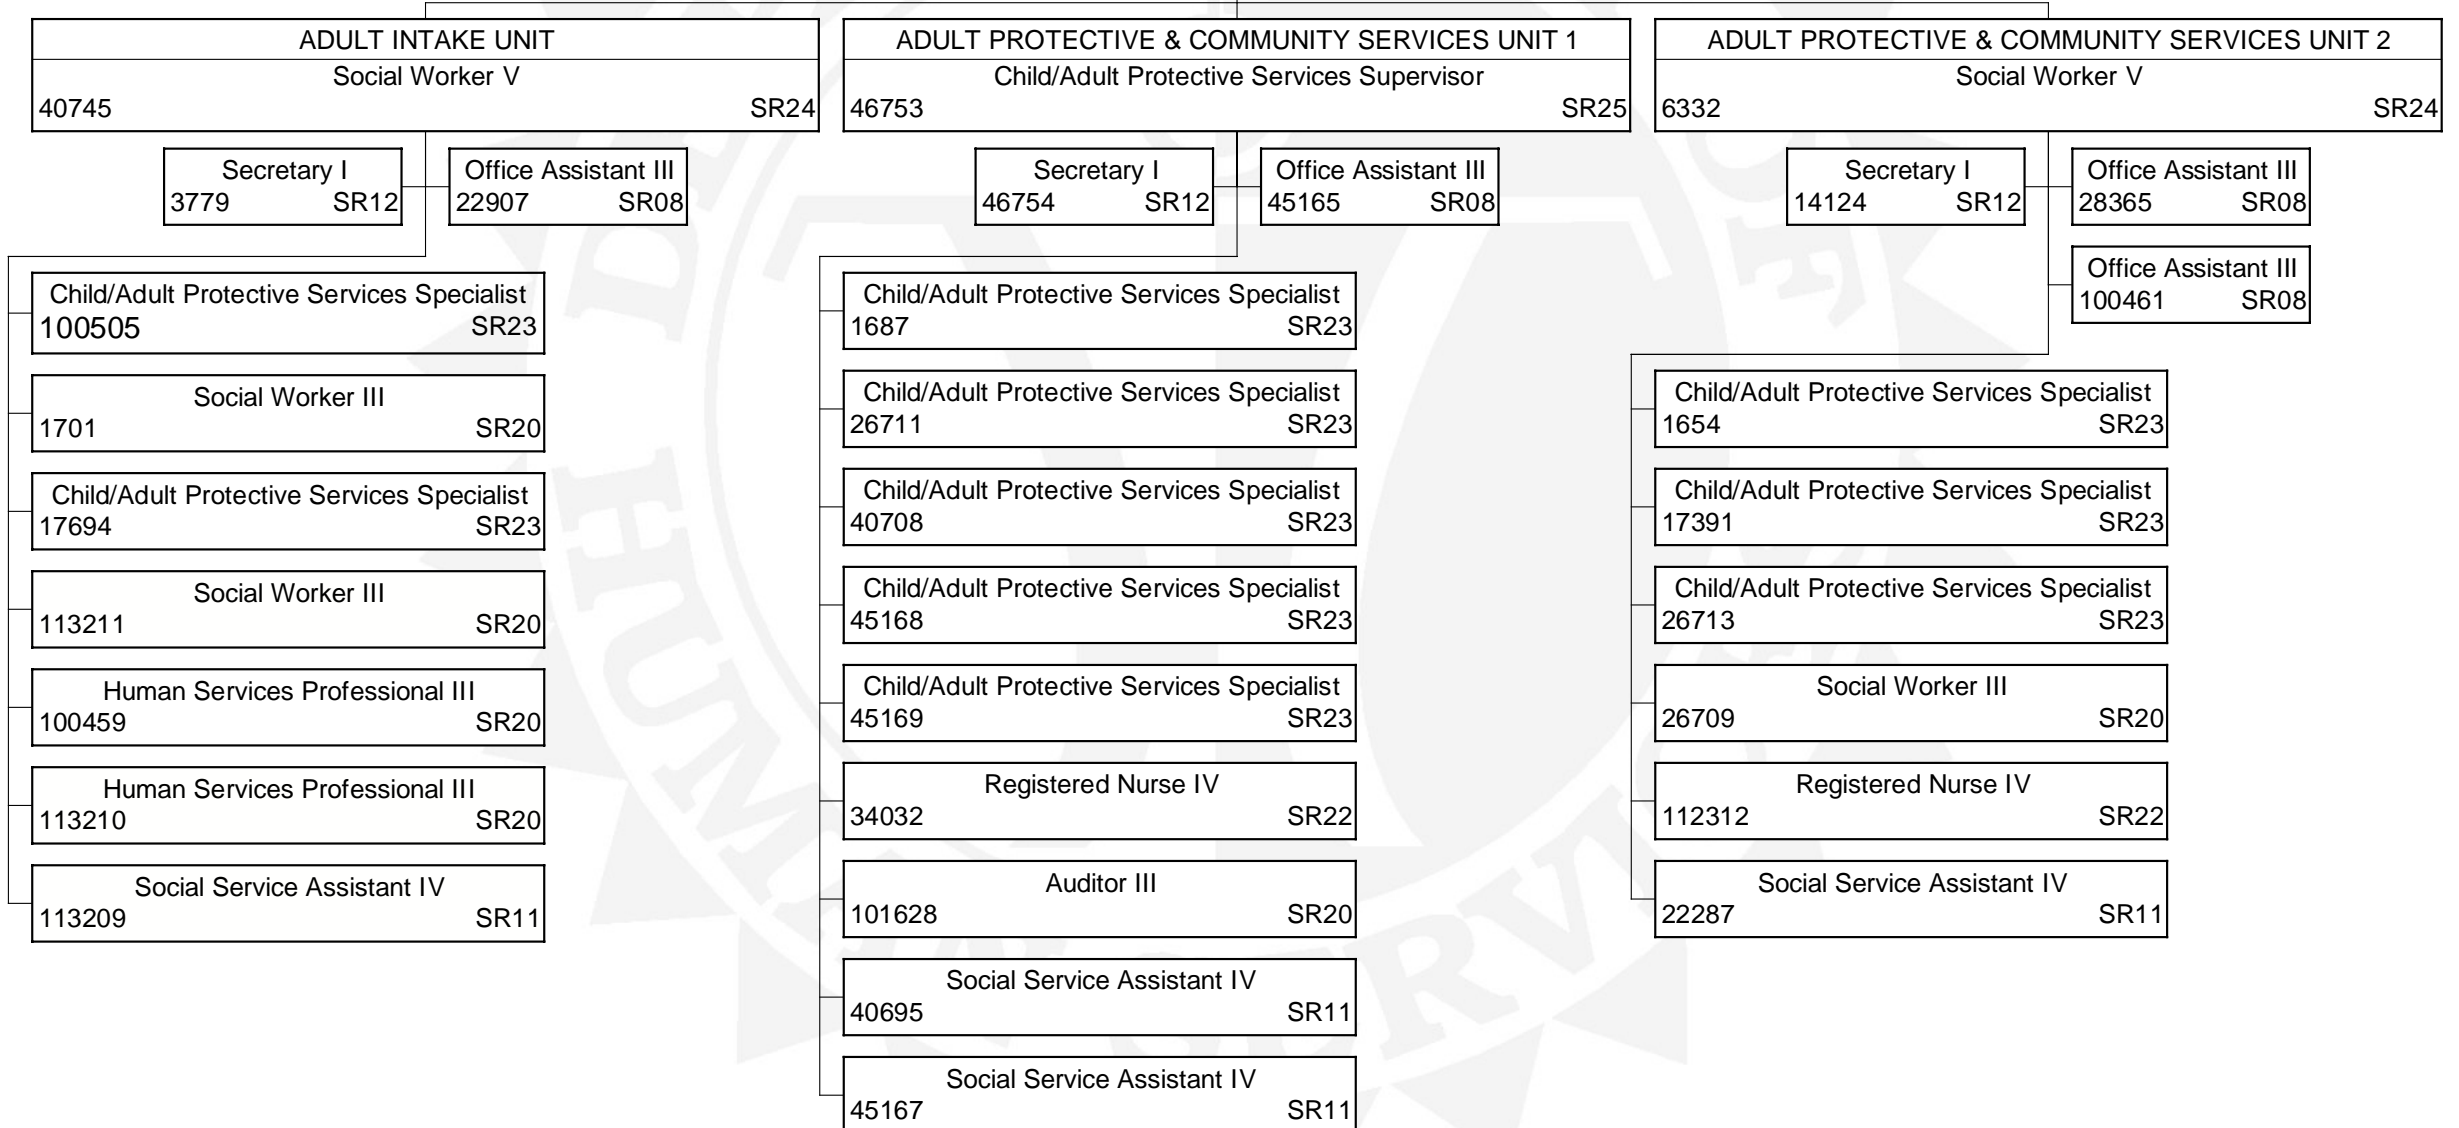 ADULT INTAKE UNIT
Social Worker V
40745 SR24
Secretary I
3779 SR12
Office Assistant III
22907 SR08
Child/Adult Protective Services Specialist
100505 SR23
Social Worker III
1701 SR20
Child/Adult Protective Services Specialist
17694 SR23
Social Worker III
113211 SR20
Human Services Professional III
100459 SR20
Human Services Professional III
113210 SR20
Social Service Assistant IV
113209 SR11
ADULT PROTECTIVE & COMMUNITY SERVICES UNIT 1
Child/Adult Protective Services Supervisor
46753 SR25
Secretary I
46754 SR12
Office Assistant III
45165 SR08
Child/Adult Protective Services Specialist
1687 SR23
Child/Adult Protective Services Specialist
26711 SR23
Child/Adult Protective Services Specialist
40708 SR23
Child/Adult Protective Services Specialist
45168 SR23
Child/Adult Protective Services Specialist
45169 SR23
Registered Nurse IV
34032 SR22
Auditor III
101628 SR20
Social Service Assistant IV
40695 SR11
Social Service Assistant IV
45167 SR11
ADULT PROTECTIVE & COMMUNITY SERVICES UNIT 2
Social Worker V
6332 SR24
Secretary I
14124 SR12
Office Assistant III
28365 SR08
Office Assistant III
100461 SR08
Child/Adult Protective Services Specialist
1654 SR23
Child/Adult Protective Services Specialist
17391 SR23
Child/Adult Protective Services Specialist
26713 SR23
Social Worker III
26709 SR20
Registered Nurse IV
112312 SR22
Social Service Assistant IV
22287 SR11